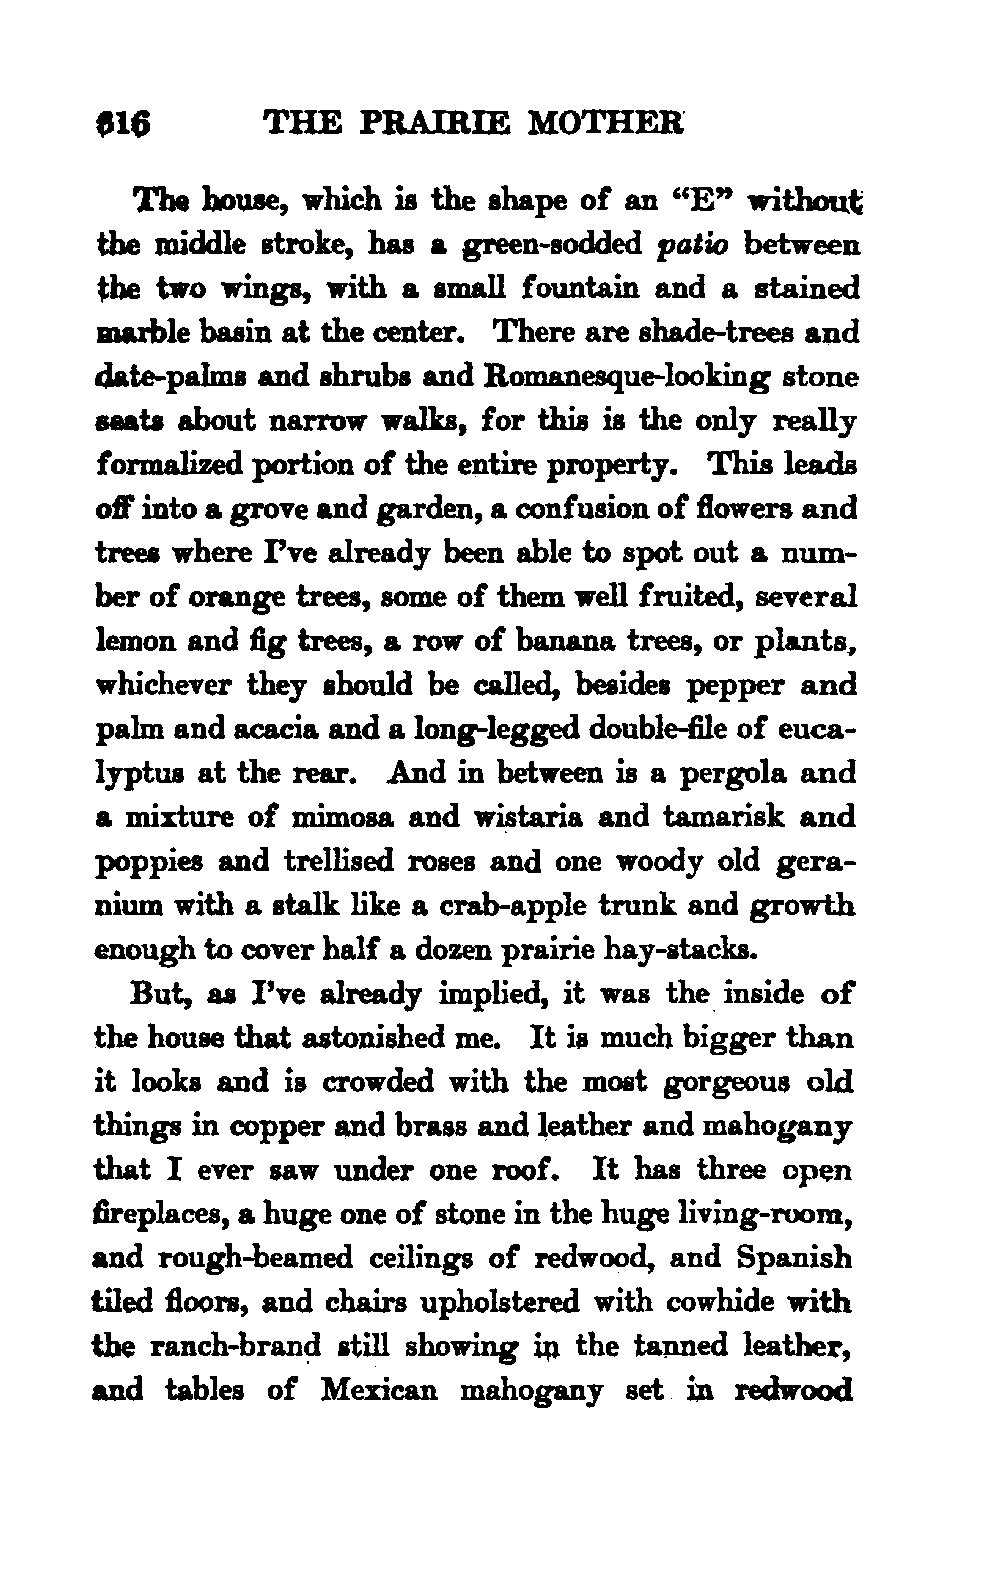 316 THE PRAIRIE MOTHER
The house, which is the shape of an “E” without
the middle stroke, has a green-sodded patio between
the two wings, with a small fountain and a stained
marble basin at the center. There are shade-trees and
date-palms and shrubs and Romanesque-looking stone
seats about narrow walks, for this is the only really
formalized portion of the entire property. This leads
off into a grove and garden, a confusion of flowers and
trees where I’ve already been able to spot out a num-
ber of orange trees, some of them well fruited, several
lemon and fig trees, a row of banana trees, or plants,
whichever they should be called, besides pepper and
palm and acacia and a long-legged double-file of euca-
lyptus at the rear. And in between is a pergola and
a mixture of mimosa and wistaria and tamarisk and
poppies and trellised roses and one woody old gera-
nium with a stalk like a crab-apple trunk and growth
enough to cover half a dozen prairie hay-stacks.
But, as I’ve already implied, it was the inside of
the house that astonished me. It is much bigger than
it looks and is crowded with the most gorgeous old
things in copper and brass and leather and mahogany
that I ever saw under one roof. It has three open
fireplaces, a huge one of stone in the huge living-room,
and rough-beamed ceilings of redwood, and Spanish
tiled floors, and chairs upholstered with cowhide with
the ranch-brand still showing in the tanned leather,
and tables of Mexican mahogany set in redwood